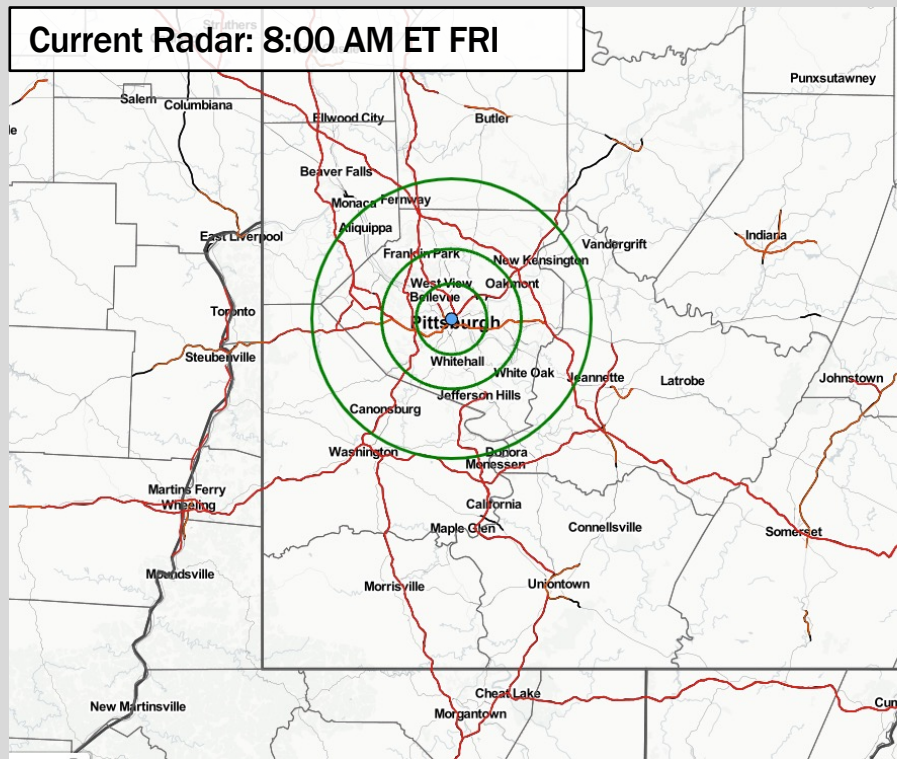 Struthers
Current Radar: 8:00 AM ET FRI
Punxsutawney
Salem
Columbiana
Ellwood City
Butler
le
Beaver Falls
Monaca
Fernway
Aliquippa
East Liverpool
Indiana
Vandergrift
Franklin Park
New Kensington
West View
Oakmont
Bellevue
Toronto
Pittsburgh
Steubenville
Whitehall
White Oak
Jeannette
Latrobe
Johnstown
Jefferson Hills
Canonsburg
Washington
Donora
Monessen
Martins Ferry
Wheeling
California
Maple Glen
Connellsville
Somerset
Moundsville
Morrisville
Uniontown
Cheat Lake
New Martinsville
Morgantown
Cum